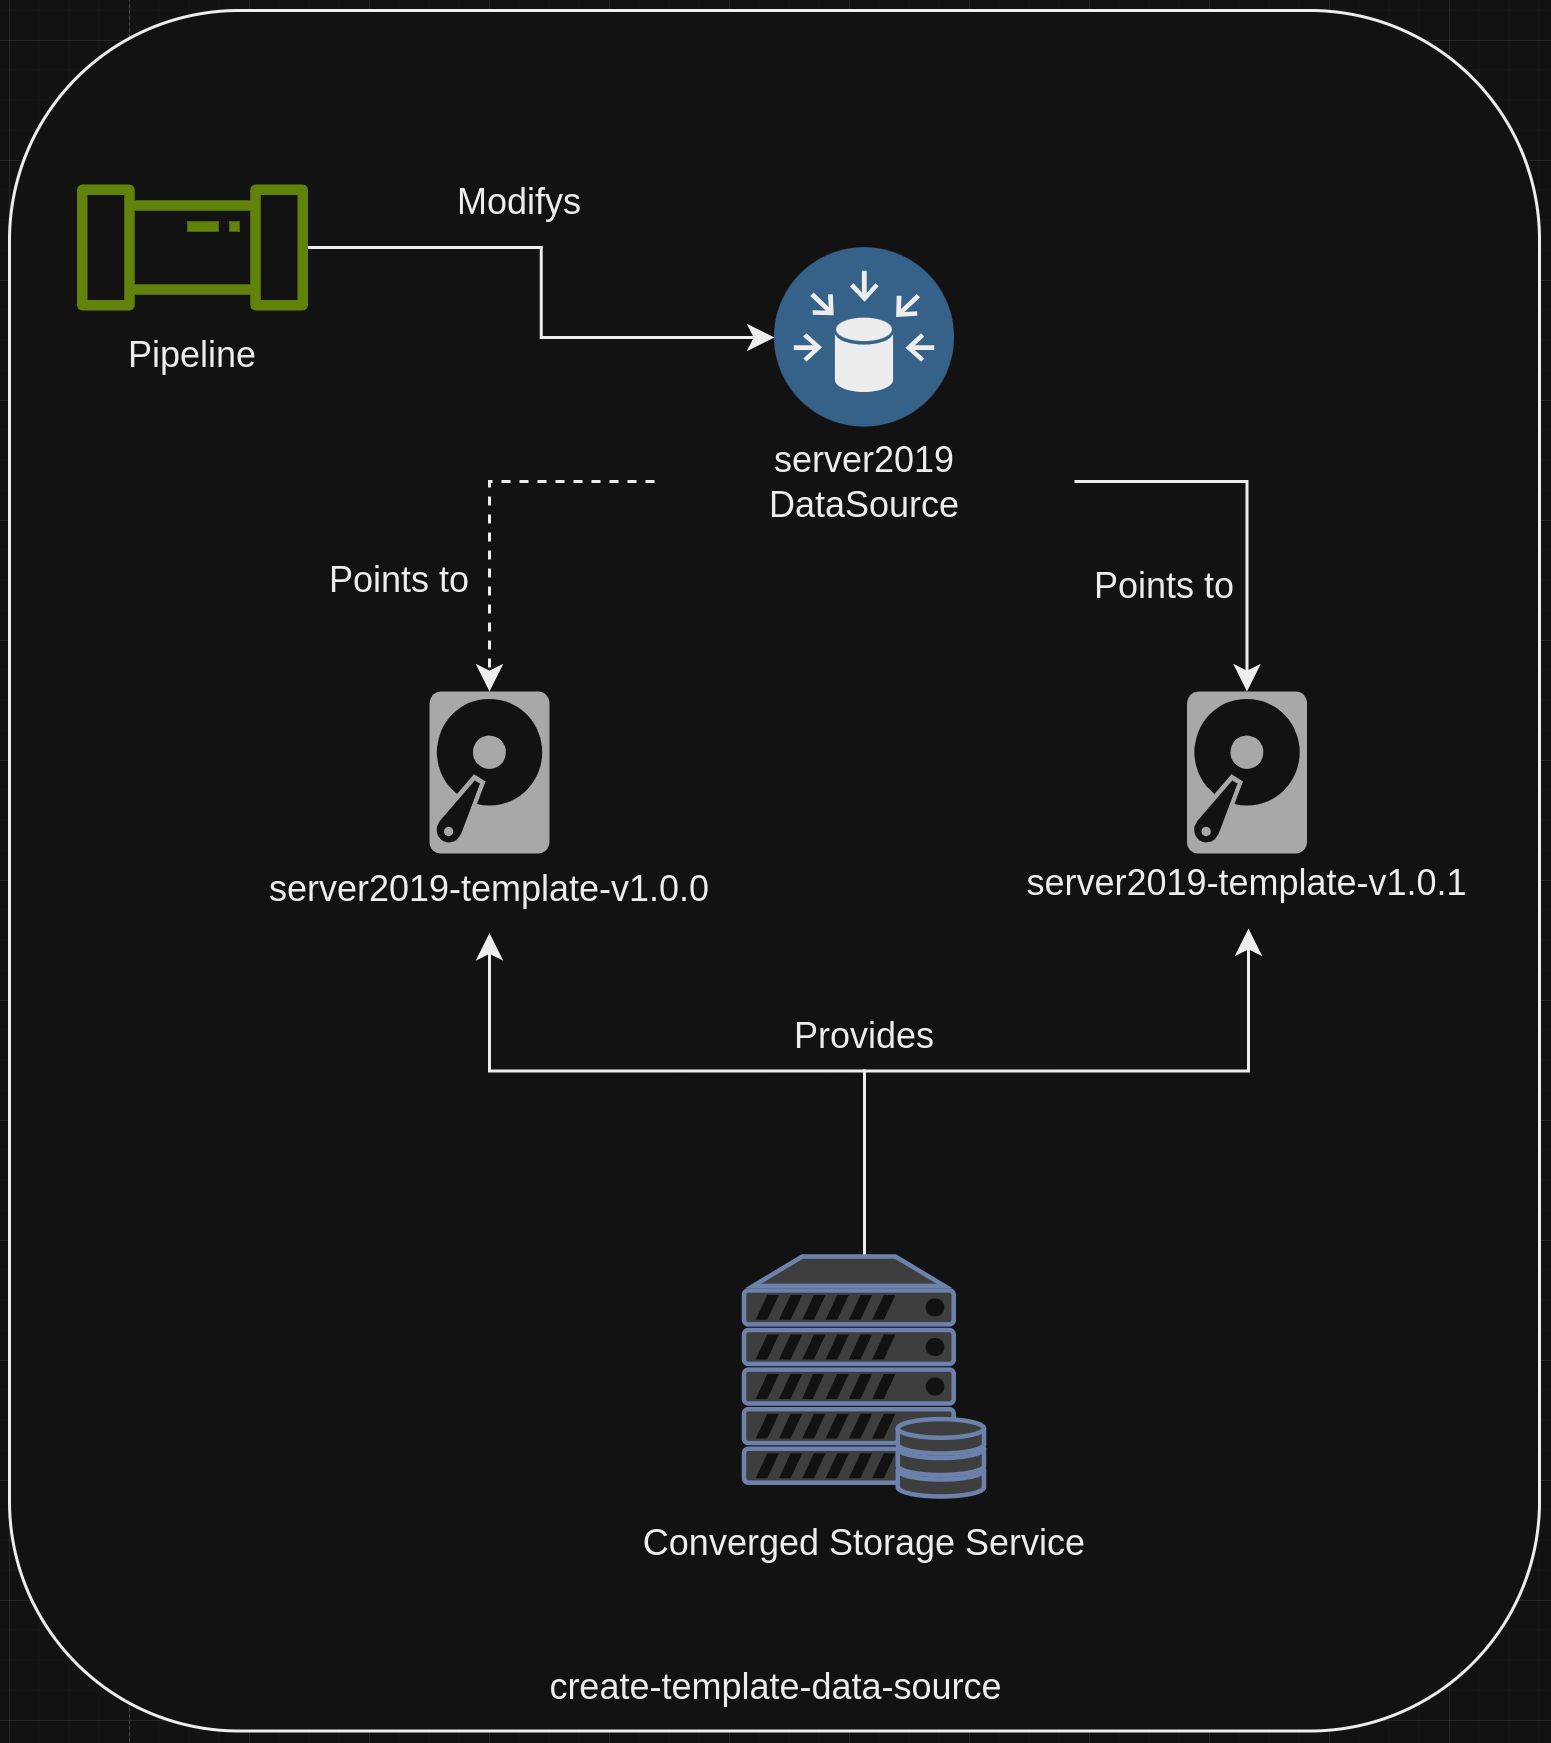 Modifys
Pipeline
server2019
DataSource
Points to
Points to
server2019-template-v1.0.0
server2019-template-v1.0.1
Provides
Converged Storage Service
create-template-data-source